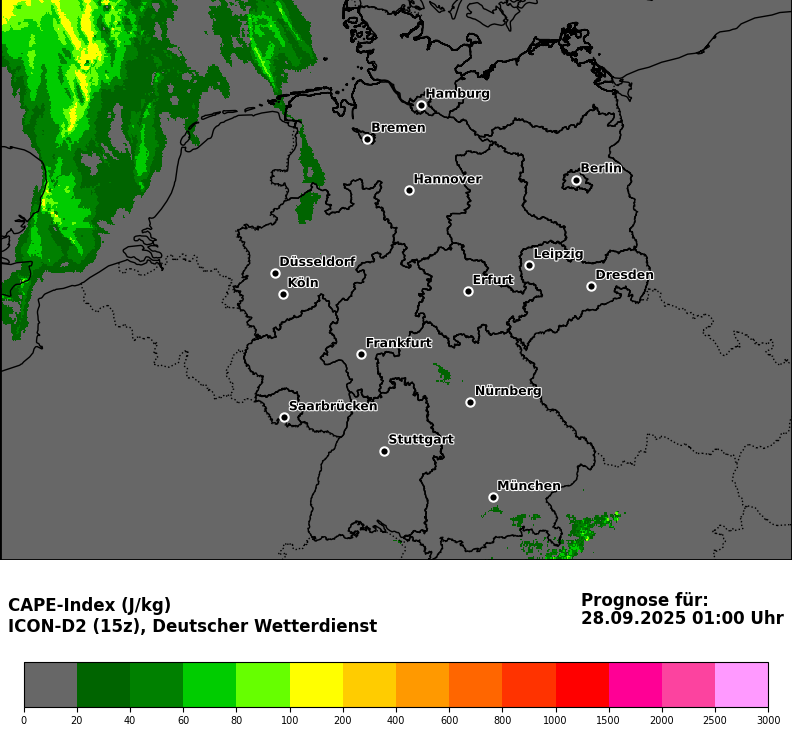 Hamburg
Bremen
Berlin
Hannover
Leipzig
Düsseldorf
Dresden
Köln
Erfurt
Frankfurt
Nürnberg
Saarbrücken
Stuttgart
München
CAPE-Index (J/kg)
ICON-D2 (15z), Deutscher Wetterdienst
Prognose für:
28.09.2025 01:00 Uhr
0 20 40 60 80 100 200 400 600 800 1000 1500 2000 2500 3000